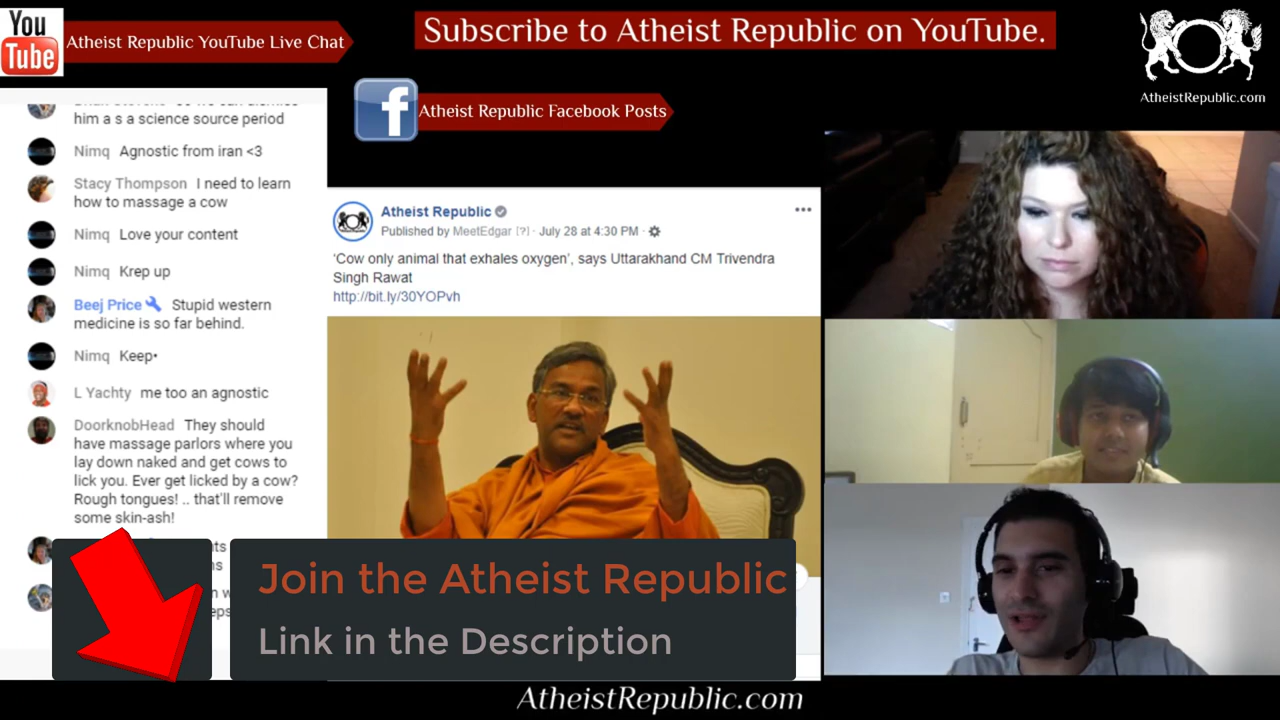 You
Tube
Atheist Republic YouTube Live Chat
Subscribe to Atheist Republic on YouTube.
AtheistRepublic.com
f
Atheist Republic Facebook Posts
him a s a science source period
Nimq Agnostic from iran <3
Stacy Thompson I need to learn
how to massage a cow
Nimq Love your content
Nimq Krep up
Beej Price Stupid western
medicine is so far behind.
Nimq Keep•
L Yachty me too an agnostic
DoorknobHead They should
have massage parlors where you
lay down naked and get cows to
lick you. Ever get licked by a cow?
Rough tongues! .. that'll remove
some skin-ash!
Atheist Republic
Published by MeetEdgar [?] · July 28 at 4:30 PM ·
‘Cow only animal that exhales oxygen’, says Uttarakhand CM Trivendra
Singh Rawat
http://bit.ly/30YOPvh
Join the Atheist Republic
Link in the Description
AtheistRepublic.com